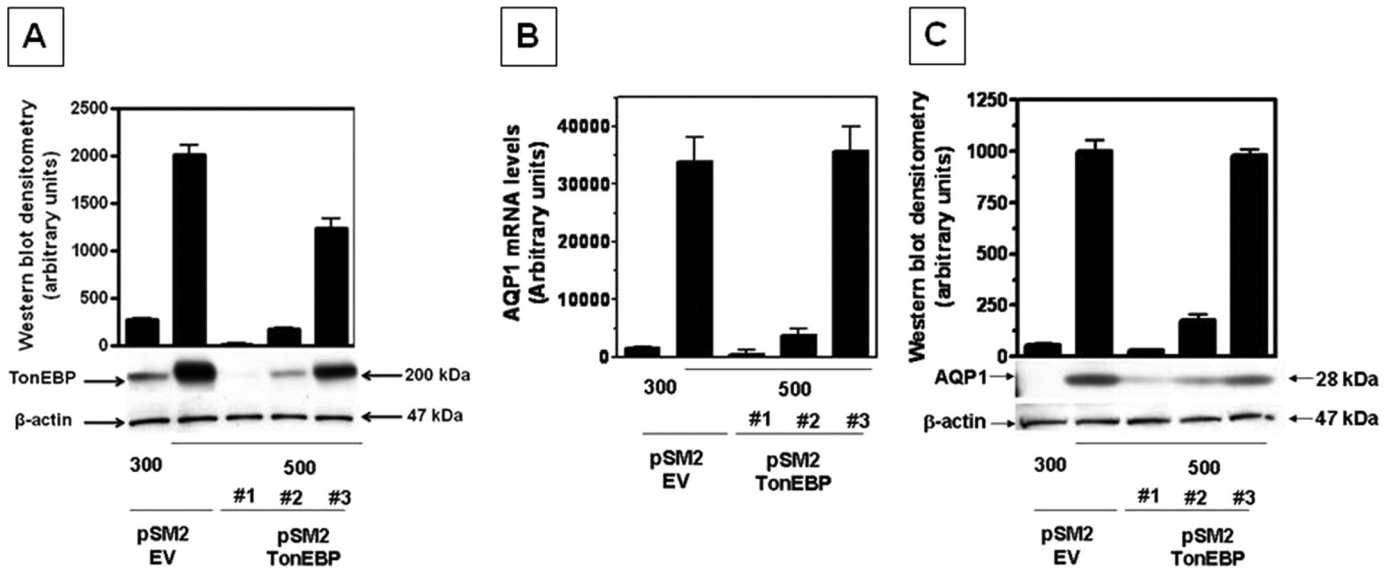 A
Western blot densitometry
(arbitrary units)
2500
2000
1500
1000
500
0
TonEBP
200 kDa
β-actin
47 kDa
300
500
#1 #2 #3
pSM2
EV
pSM2
TonEBP
B
AQP1 mRNA levels
(Arbitrary units)
40000
30000
20000
10000
0
300
500
#1 #2 #3
pSM2
EV
pSM2
TonEBP
C
Western blot densitometry
(arbitrary units)
1250
1000
750
500
250
0
AQP1
28 kDa
β-actin
47 kDa
300
500
#1 #2 #3
pSM2
EV
pSM2
TonEBP